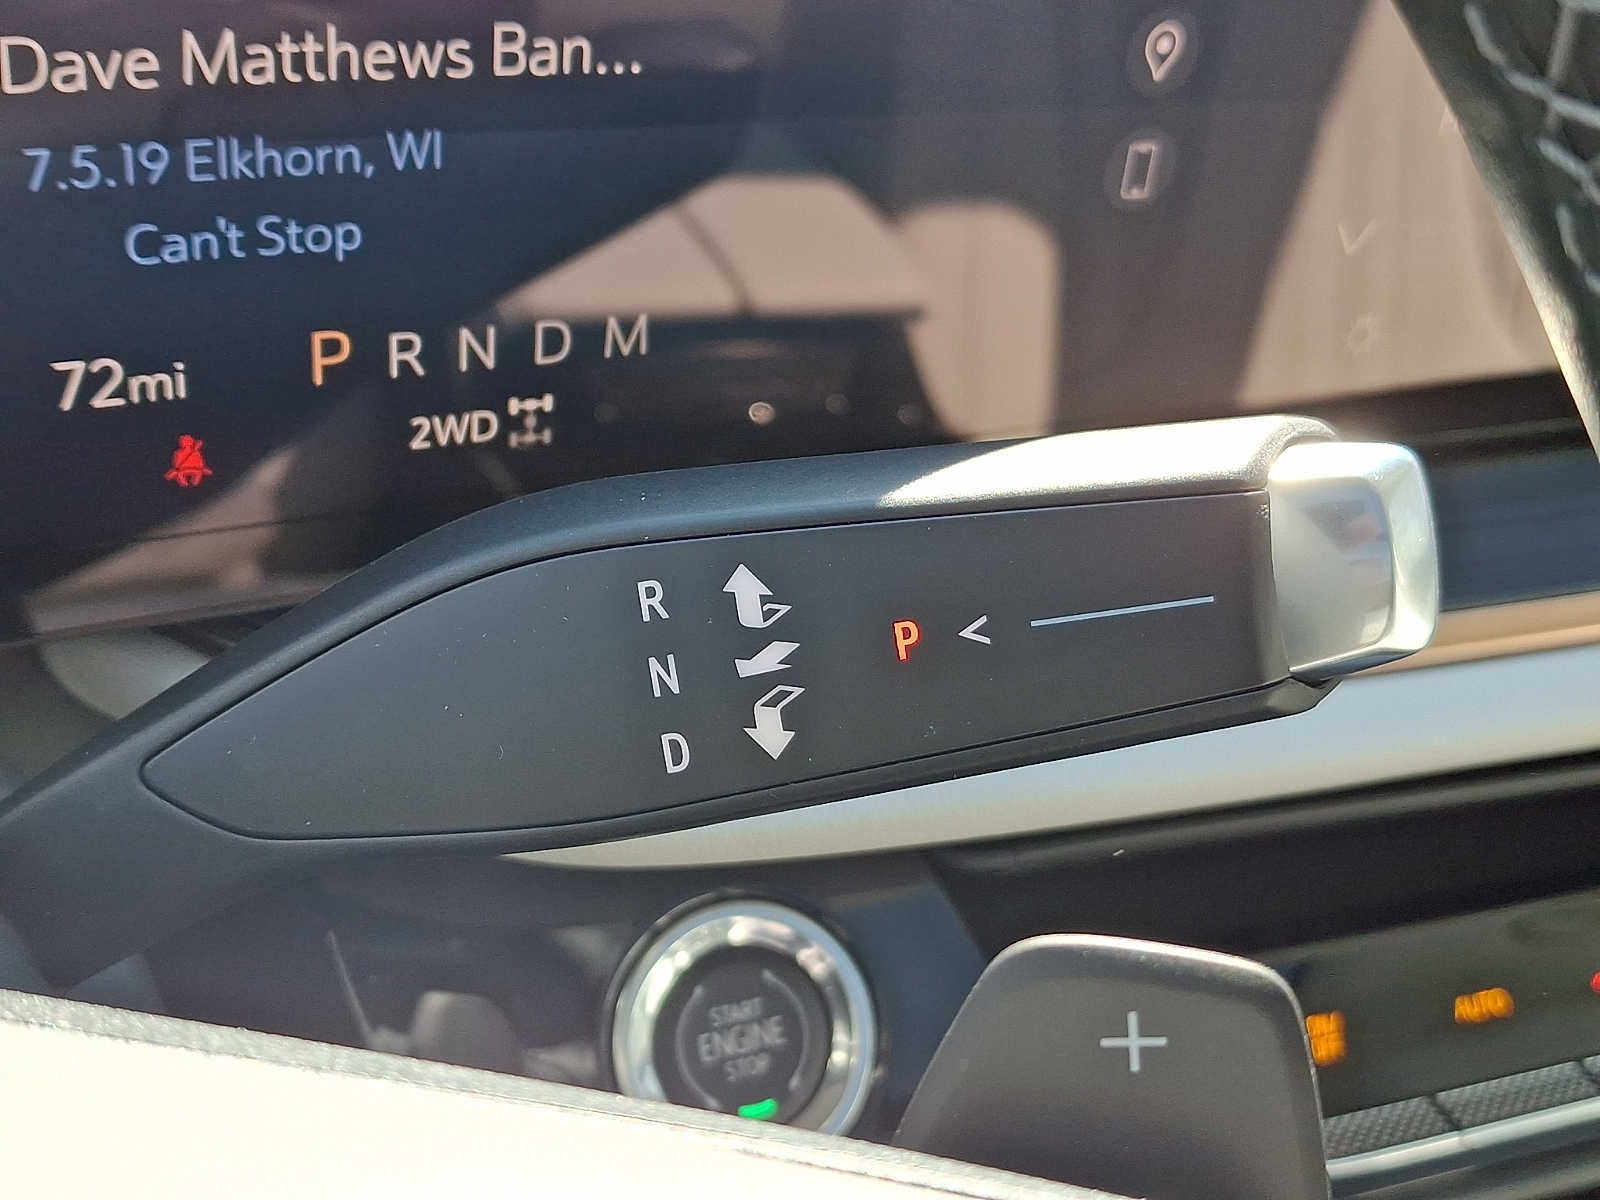 Dave Matthews Ban...
7.5.19 Elkhorn, WI
Can't Stop
72mi
P R N D M
2WD
R
N
D
P <
START
ENGINE
STOP
+
AUTO